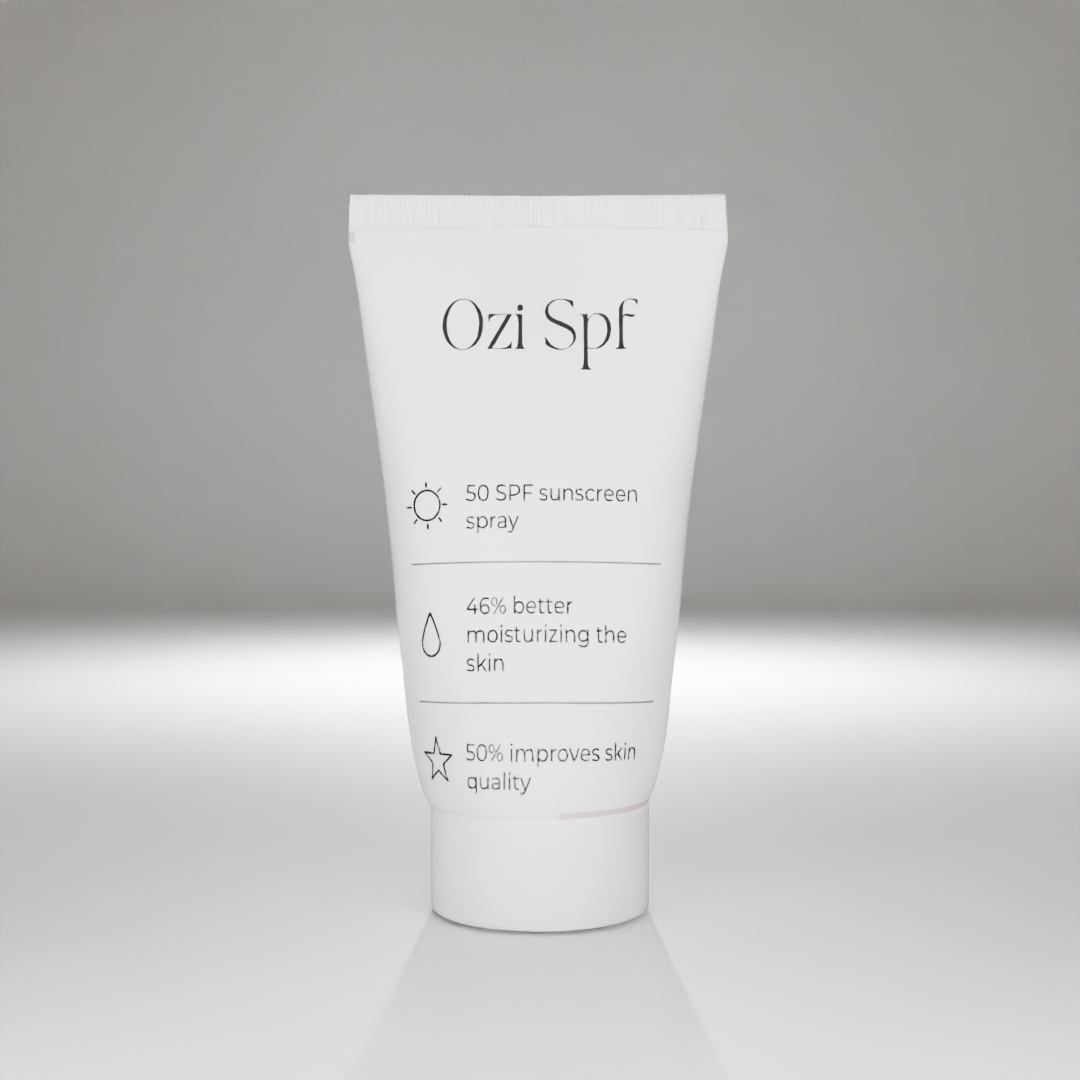 Ozi Spf
50 SPF sunscreen
spray
46% better
moisturizing the
skin
50% improves skin
quality